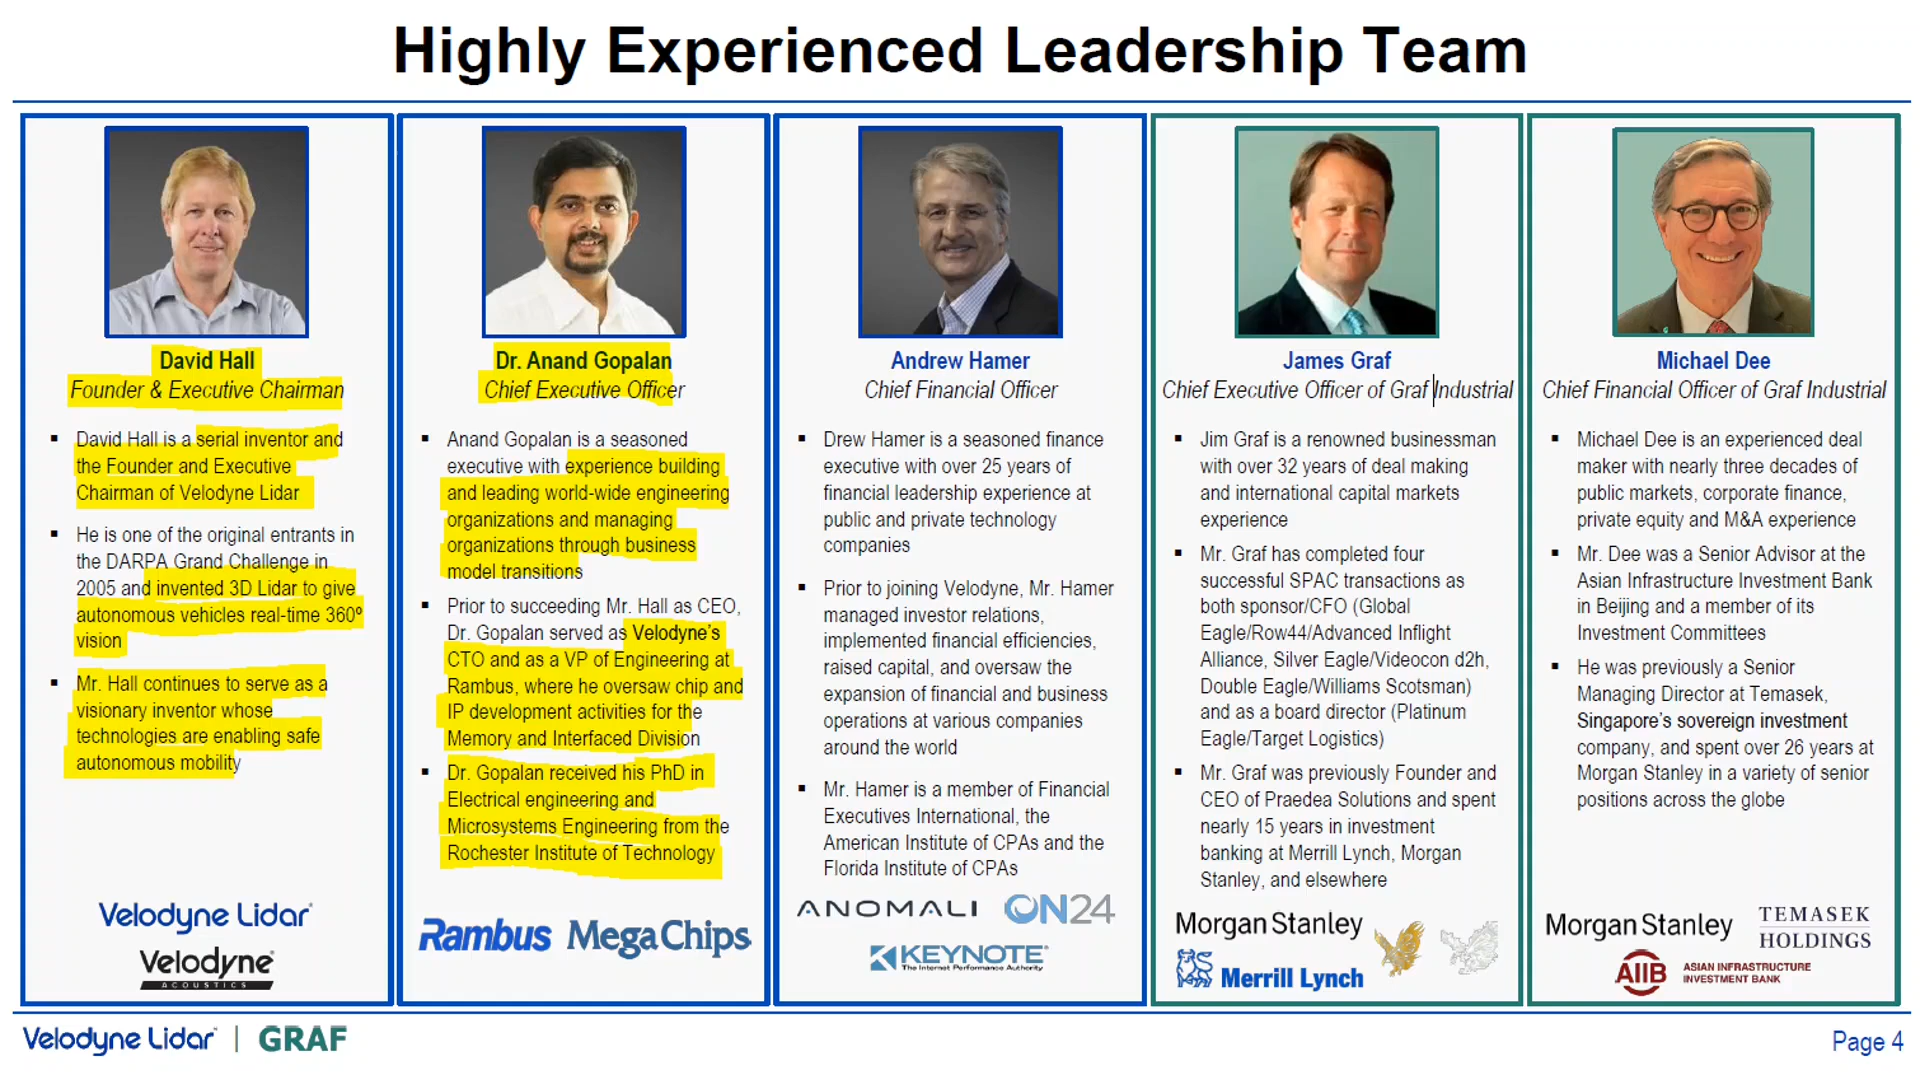 Highly Experienced Leadership Team
David Hall
Founder & Executive Chairman
▪ David Hall is a serial inventor and
the Founder and Executive
Chairman of Velodyne Lidar
▪ He is one of the original entrants in
the DARPA Grand Challenge in
2005 and invented 3D Lidar to give
autonomous vehicles real-time 360º
vision
▪ Mr. Hall continues to serve as a
visionary inventor whose
technologies are enabling safe
autonomous mobility
Velodyne Lidar
Velodyne
ACOUSTICS
Dr. Anand Gopalan
Chief Executive Officer
▪ Anand Gopalan is a seasoned
executive with experience building
and leading world-wide engineering
organizations and managing
organizations through business
model transitions
▪ Prior to succeeding Mr. Hall as CEO,
Dr. Gopalan served as Velodyne's
CTO and as a VP of Engineering at
Rambus, where he oversaw chip and
IP development activities for the
Memory and Interfaced Division
▪ Dr. Gopalan received his PhD in
Electrical engineering and
Microsystems Engineering from the
Rochester Institute of Technology
Rambus MegaChips
Andrew Hamer
Chief Financial Officer
▪ Drew Hamer is a seasoned finance
executive with over 25 years of
financial leadership experience at
public and private technology
companies
▪ Prior to joining Velodyne, Mr. Hamer
managed investor relations,
implemented financial efficiencies,
raised capital, and oversaw the
expansion of financial and business
operations at various companies
around the world
▪ Mr. Hamer is a member of Financial
Executives International, the
American Institute of CPAs and the
Florida Institute of CPAs
ANOMALI ON24
KEYNOTE®
The Internet Performance Authority
James Graf
Chief Executive Officer of Graf Industrial
▪ Jim Graf is a renowned businessman
with over 32 years of deal making
and international capital markets
experience
▪ Mr. Graf has completed four
successful SPAC transactions as
both sponsor/CFO (Global
Eagle/Row44/Advanced Inflight
Alliance, Silver Eagle/Videocon d2h,
Double Eagle/Williams Scotsman)
and as a board director (Platinum
Eagle/Target Logistics)
▪ Mr. Graf was previously Founder and
CEO of Praedea Solutions and spent
nearly 15 years in investment
banking at Merrill Lynch, Morgan
Stanley, and elsewhere
Morgan Stanley
Merrill Lynch
Michael Dee
Chief Financial Officer of Graf Industrial
▪ Michael Dee is an experienced deal
maker with nearly three decades of
public markets, corporate finance,
private equity and M&A experience
▪ Mr. Dee was a Senior Advisor at the
Asian Infrastructure Investment Bank
in Beijing and a member of its
Investment Committees
▪ He was previously a Senior
Managing Director at Temasek,
Singapore's sovereign investment
company, and spent over 26 years at
Morgan Stanley in a variety of senior
positions across the globe
Morgan Stanley
TEMASEK
HOLDINGS
AIIB
ASIAN INFRASTRUCTURE
INVESTMENT BANK
Velodyne Lidar | GRAF
Page 4